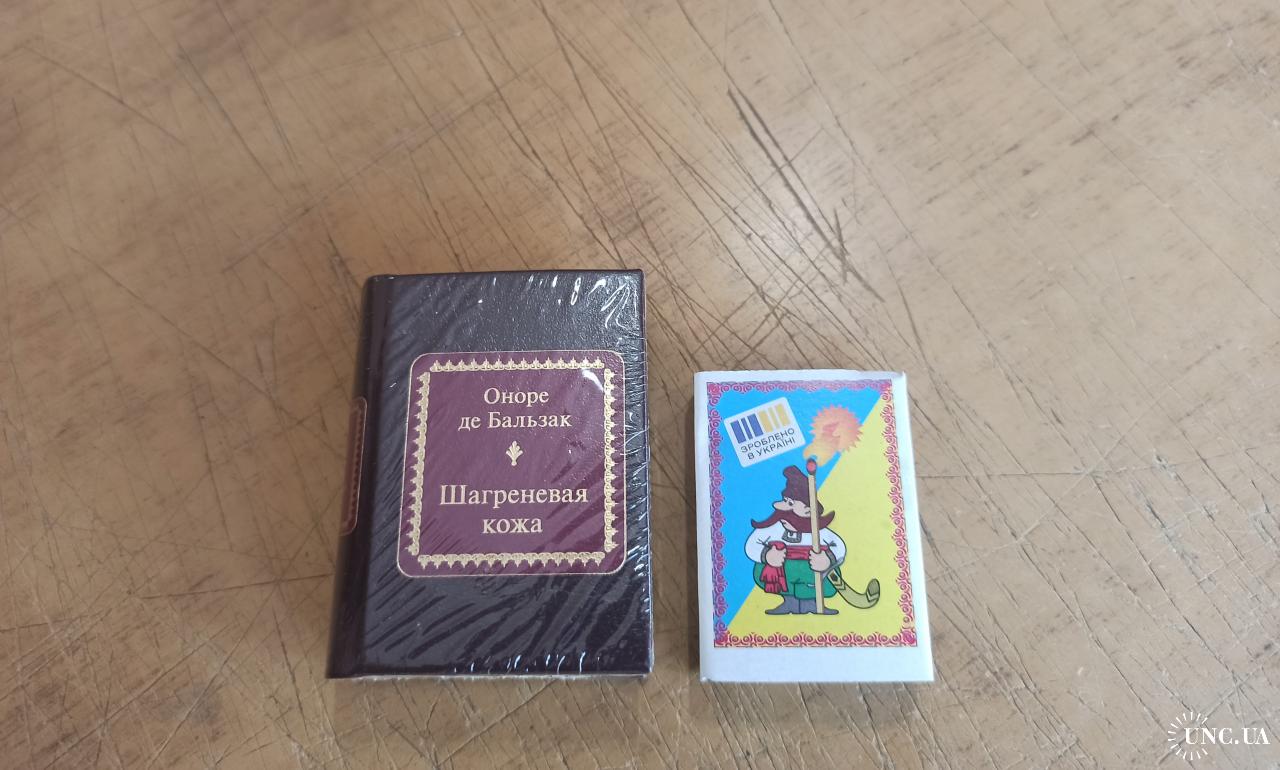 Оноре
де Бальзак
Шагреневая
кожа
ЗРОБЛЕНО
В УКРАЇНІ
UNC.UA